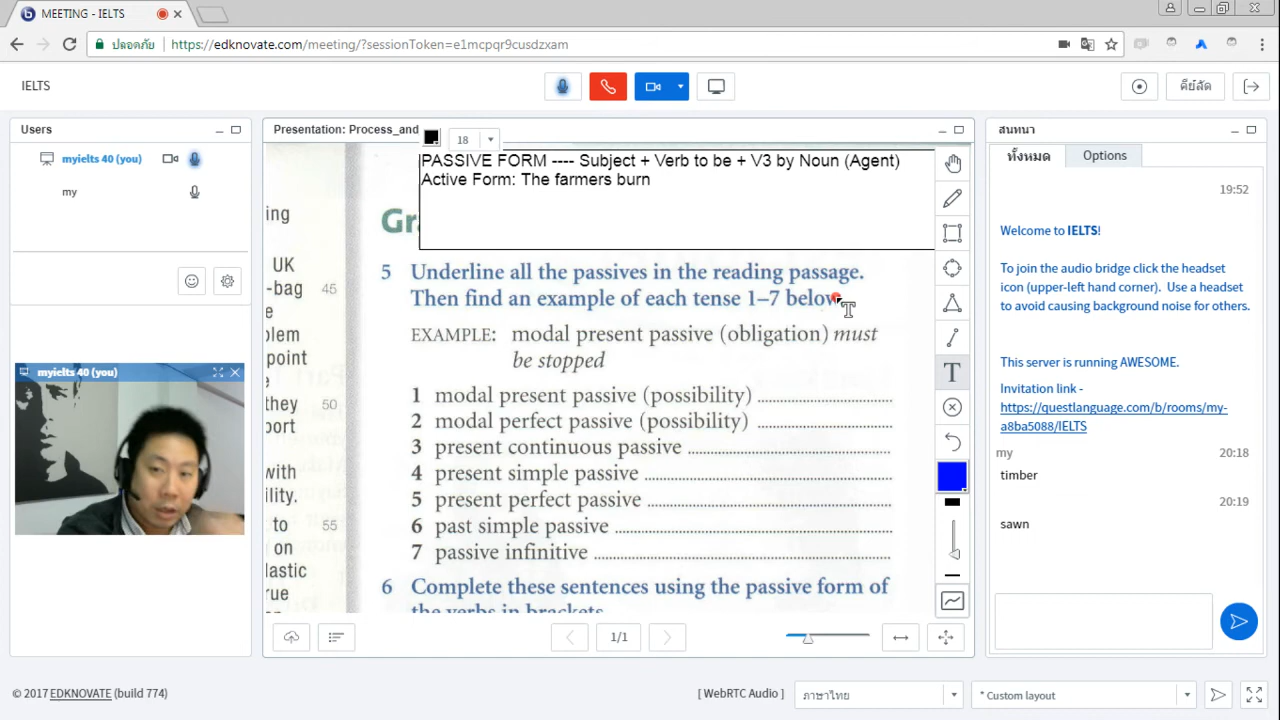 MEETING - IELTS
ปลอดภัย
https://edknovate.com/meeting/?sessionToken=e1mcpqr9cusdzxam
IELTS
คีย์ลัด
Users
myielts 40 (you)
my
myielts 40 (you)
Presentation: Process_and
18
PASSIVE FORM ---- Subject + Verb to be + V3 by Noun (Agent)
Active Form: The farmers burn
ing
UK
-bag
45
e
blem
point
e
they
50
port
with
ility.
to
55
on
lastic
rue
Gr
5 Underline all the passives in the reading passage.
Then find an example of each tense 1–7 below
EXAMPLE: modal present passive (obligation) must
be stopped
1 modal present passive (possibility) ....................
2 modal perfect passive (possibility) ....................
3 present continuous passive ....................
4 present simple passive ....................
5 present perfect passive ....................
6 past simple passive ....................
7 passive infinitive ....................
6 Complete these sentences using the passive form of
the verbs in brackets
T
1/1
สนทนา
ทั้งหมด
Options
19:52
Welcome to IELTS!
To join the audio bridge click the headset
icon (upper-left hand corner). Use a headset
to avoid causing background noise for others.
This server is running AWESOME.
Invitation link -
https://questlanguage.com/b/rooms/my-
a8ba5088/IELTS
my
20:18
timber
20:19
sawn
© 2017 EDKNOVATE (build 774)
[ WebRTC Audio ]
ภาษาไทย
* Custom layout